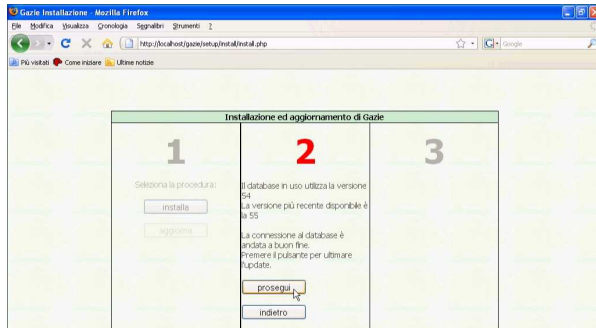 Gazie Installazione - Mozilla Firefox
File Modifica Visualizza Cronologia Segnalibri Strumenti ?
http://localhost/gazie/setup/install/install.php
Google
Più visitati Come iniziare Ultime notizie
Installazione ed aggiornamento di Gazie
1
2
3
Seleziona la procedura:
installa
aggiorna
Il database in uso utilizza la versione
54
La versione più recente disponibile è
la 55
La connessione al database è
andata a buon fine.
Premere il pulsante per ultimare
l'update.
prosegui
indietro